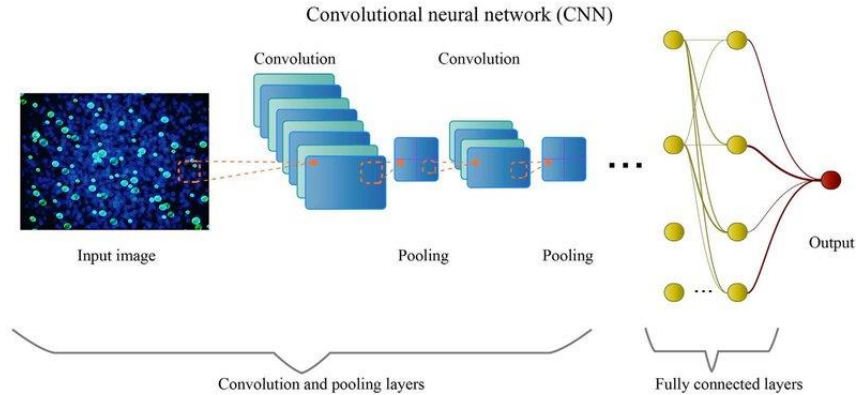 Convolutional neural network (CNN)
Convolution
Convolution
Input image
Pooling
Pooling
Output
Convolution and pooling layers
Fully connected layers